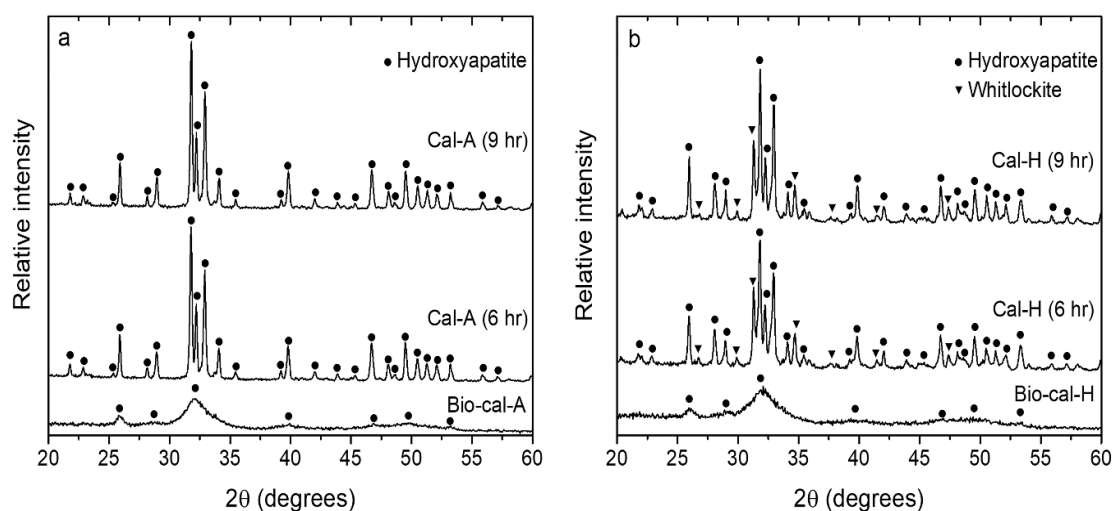 a
● Hydroxyapatite
Cal-A (9 hr)
Cal-A (6 hr)
Bio-cal-A
Relative intensity
20 25 30 35 40 45 50 55 60
2θ (degrees)
b
● Hydroxyapatite
▼ Whitlockite
Cal-H (9 hr)
Cal-H (6 hr)
Bio-cal-H
Relative intensity
20 25 30 35 40 45 50 55 60
2θ (degrees)